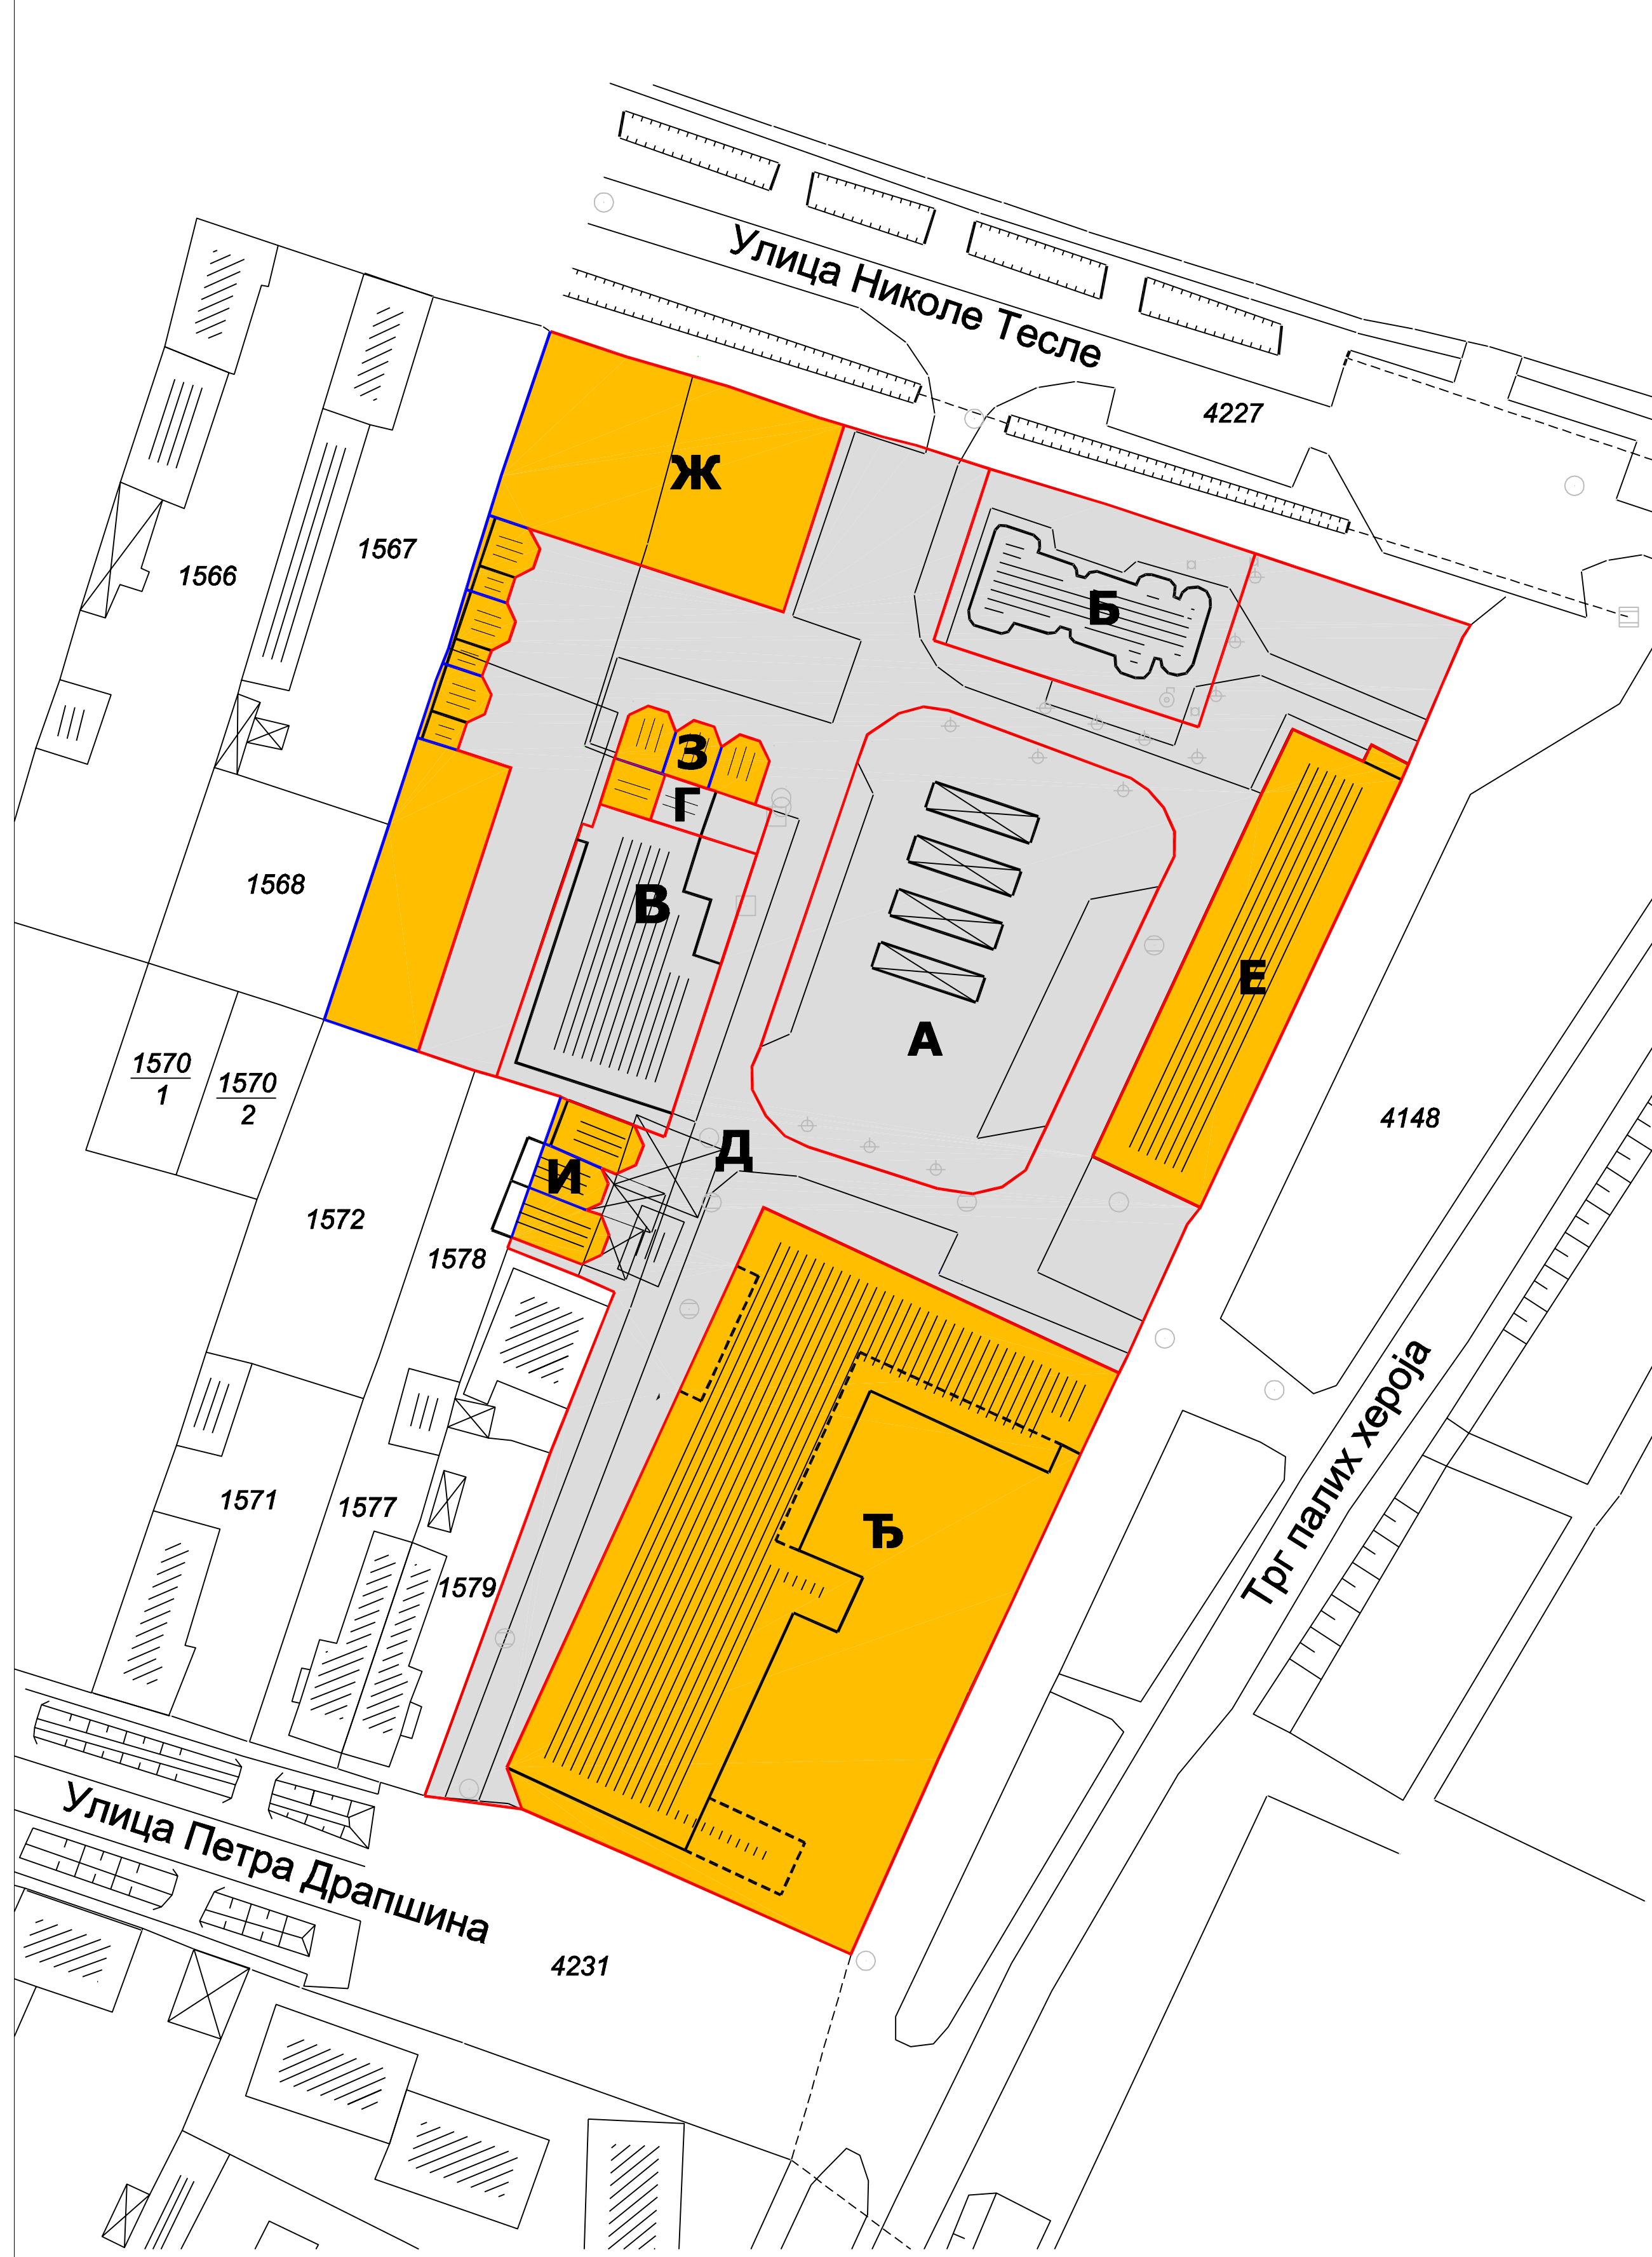 Улица Николе Тесле
4227
Ж
1567
1566
Б
З
Г
1568
В
Е
А
1570
1
1570
2
4148
Д
И
1572
1578
Трг палих хероја
1571
1577
Ђ
1579
Улица Петра Драпшина
4231